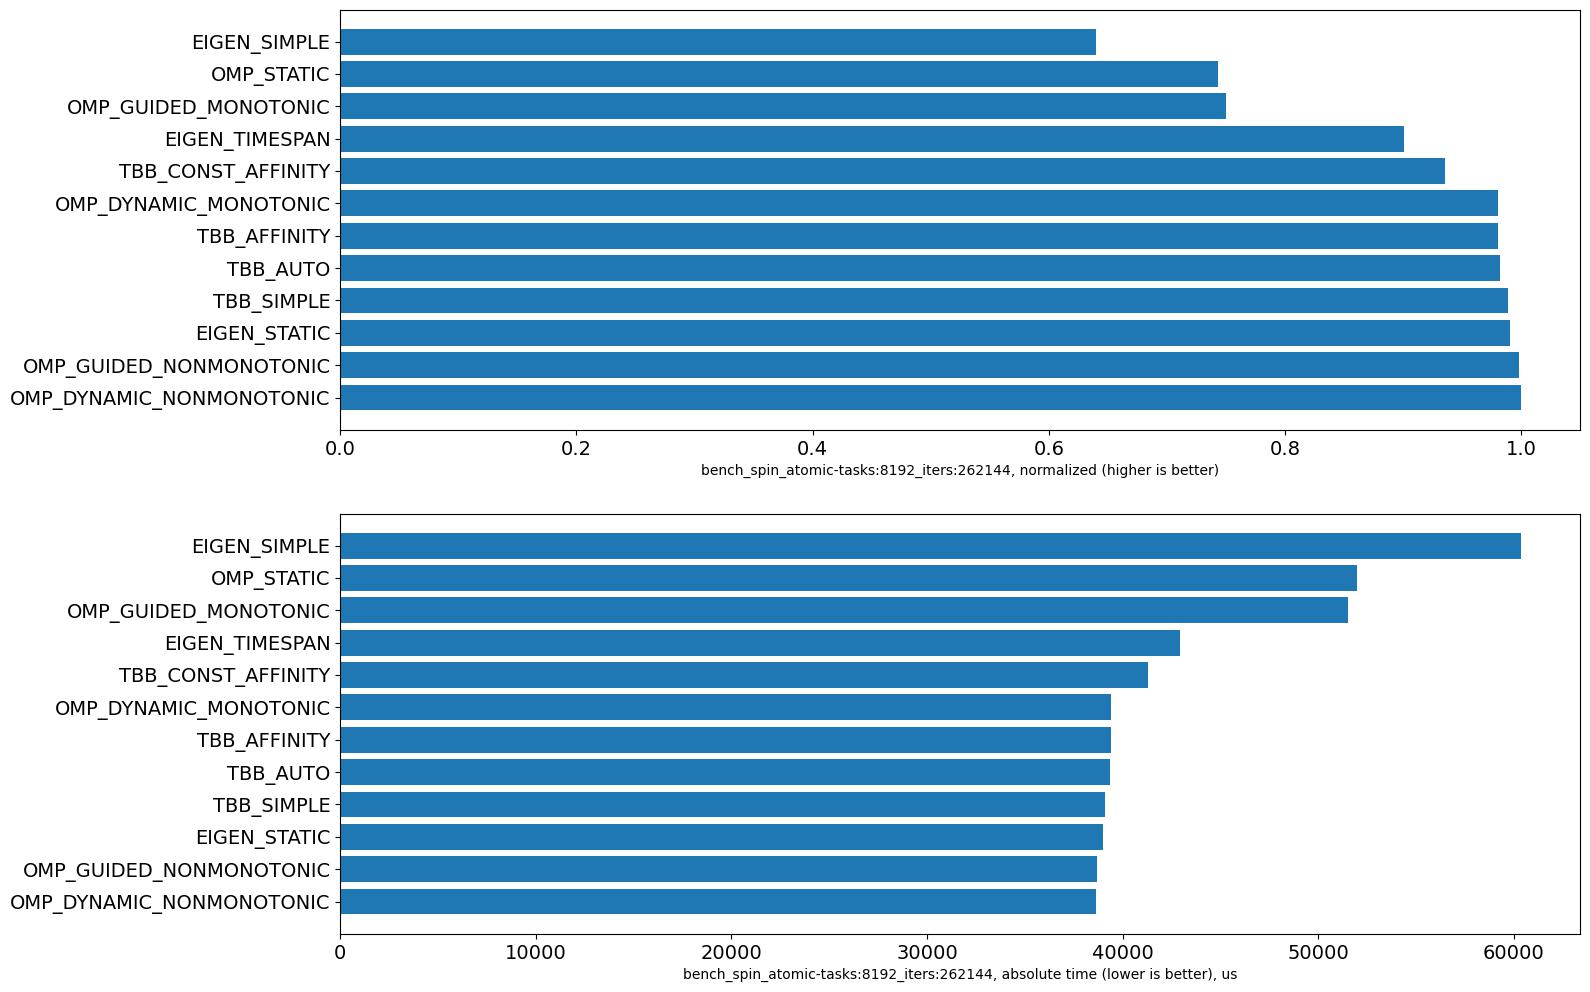 EIGEN_SIMPLE
OMP_STATIC
OMP_GUIDED_MONOTONIC
EIGEN_TIMESPAN
TBB_CONST_AFFINITY
OMP_DYNAMIC_MONOTONIC
TBB_AFFINITY
TBB_AUTO
TBB_SIMPLE
EIGEN_STATIC
OMP_GUIDED_NONMONOTONIC
OMP_DYNAMIC_NONMONOTONIC
0.0 0.2 0.4 0.6 0.8 1.0
bench_spin_atomic-tasks:8192_iters:262144, normalized (higher is better)
EIGEN_SIMPLE
OMP_STATIC
OMP_GUIDED_MONOTONIC
EIGEN_TIMESPAN
TBB_CONST_AFFINITY
OMP_DYNAMIC_MONOTONIC
TBB_AFFINITY
TBB_AUTO
TBB_SIMPLE
EIGEN_STATIC
OMP_GUIDED_NONMONOTONIC
OMP_DYNAMIC_NONMONOTONIC
0 10000 20000 30000 40000 50000 60000
bench_spin_atomic-tasks:8192_iters:262144, absolute time (lower is better), us